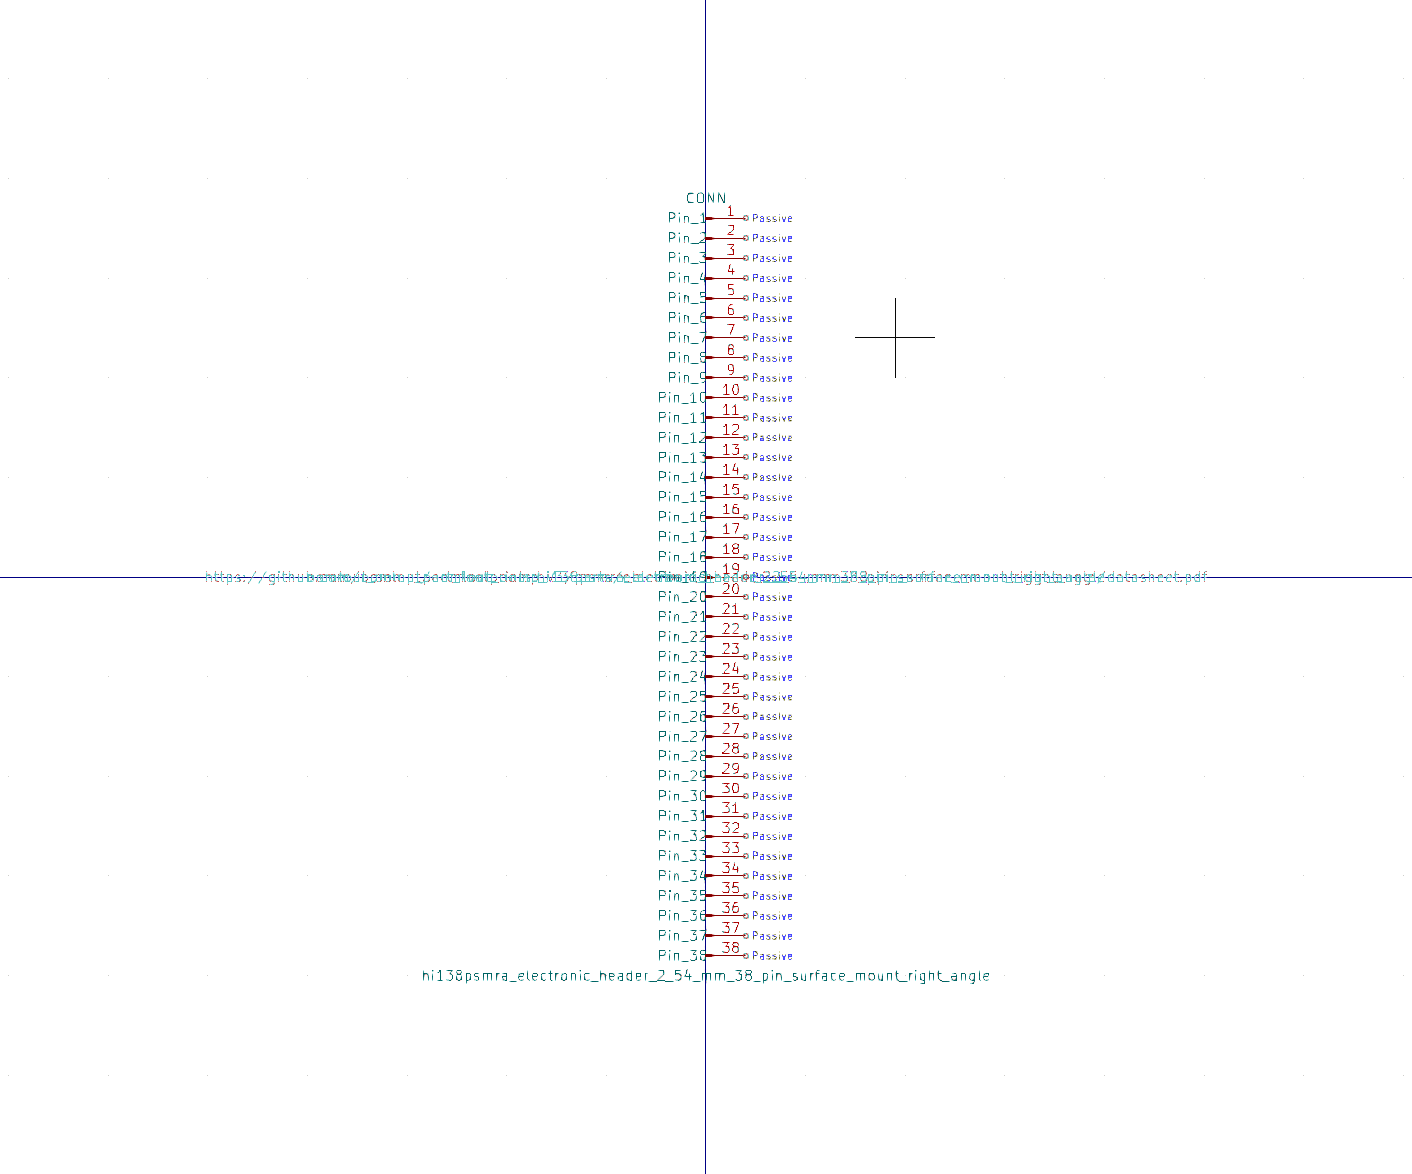 CONN
Pin_1 1 Passive
Pin_2 2 Passive
Pin_3 3 Passive
Pin_4 4 Passive
Pin_5 5 Passive
Pin_6 6 Passive
Pin_7 7 Passive
Pin_8 8 Passive
Pin_9 9 Passive
Pin_10 10 Passive
Pin_11 11 Passive
Pin_12 12 Passive
Pin_13 13 Passive
Pin_14 14 Passive
Pin_15 15 Passive
Pin_16 16 Passive
Pin_17 17 Passive
Pin_18 18 Passive
19 Passive
Pin_20 20 Passive
Pin_21 21 Passive
Pin_22 22 Passive
Pin_23 23 Passive
Pin_24 24 Passive
Pin_25 25 Passive
Pin_26 26 Passive
Pin_27 27 Passive
Pin_28 28 Passive
Pin_29 29 Passive
Pin_30 30 Passive
Pin_31 31 Passive
Pin_32 32 Passive
Pin_33 33 Passive
Pin_34 34 Passive
Pin_35 35 Passive
Pin_36 36 Passive
Pin_37 37 Passive
Pin_38 38 Passive
hi138psmra_electronic_header_2_54_mm_38_pin_surface_mount_right_angle